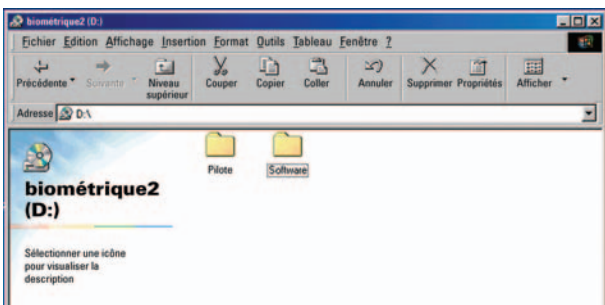 biométrique2 (D:)
Fichier Edition Affichage Insertion Format Outils Tableau Fenêtre ?
Précédente Suivante Niveau supérieur Couper Copier Coller Annuler Supprimer Propriétés Afficher
Adresse D:\
Pilote Software
biométrique2
(D:)
Sélectionner une icône
pour visualiser la
description